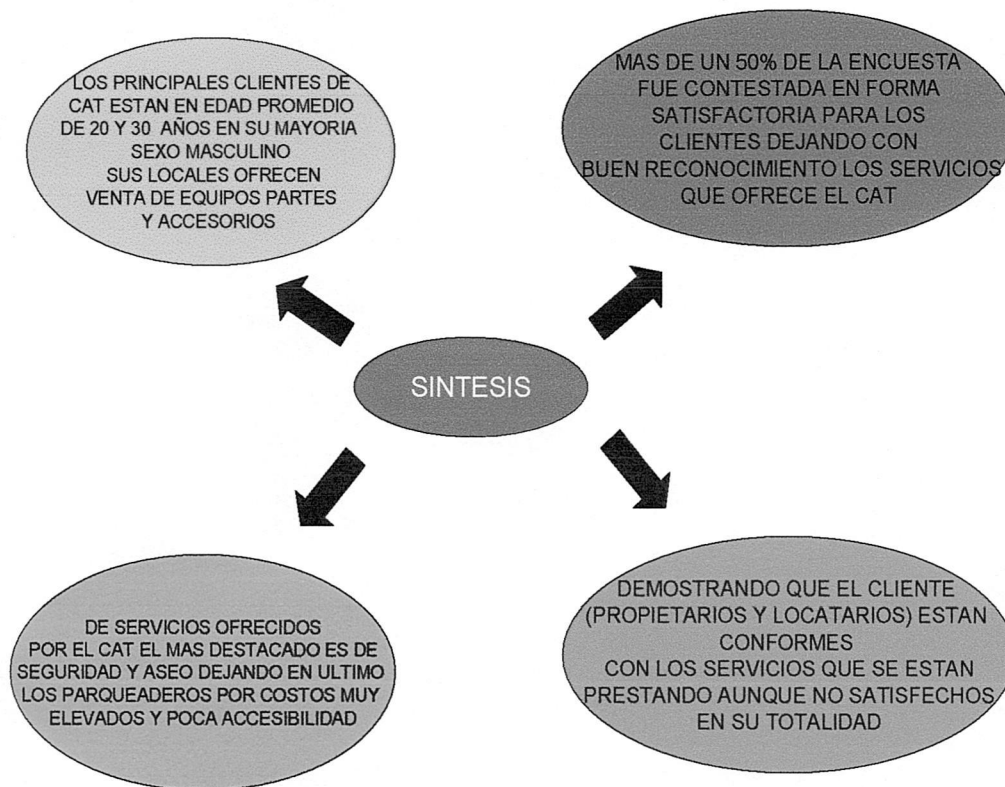 LOS PRINCIPALES CLIENTES DE
CAT ESTAN EN EDAD PROMEDIO
DE 20 Y 30 AÑOS EN SU MAYORIA
SEXO MASCULINO
SUS LOCALES OFRECEN
VENTA DE EQUIPOS PARTES
Y ACCESORIOS
MAS DE UN 50% DE LA ENCUESTA
FUE CONTESTADA EN FORMA
SATISFACTORIA PARA LOS
CLIENTES DEJANDO CON
BUEN RECONOCIMIENTO LOS SERVICIOS
QUE OFRECE EL CAT
SINTESIS
DE SERVICIOS OFRECIDOS
POR EL CAT EL MAS DESTACADO ES DE
SEGURIDAD Y ASEO DEJANDO EN ULTIMO
LOS PARQUEADEROS POR COSTOS MUY
ELEVADOS Y POCA ACCESIBILIDAD
DEMOSTRANDO QUE EL CLIENTE
(PROPIETARIOS Y LOCATARIOS) ESTAN
CONFORMES
CON LOS SERVICIOS QUE SE ESTAN
PRESTANDO AUNQUE NO SATISFECHOS
EN SU TOTALIDAD